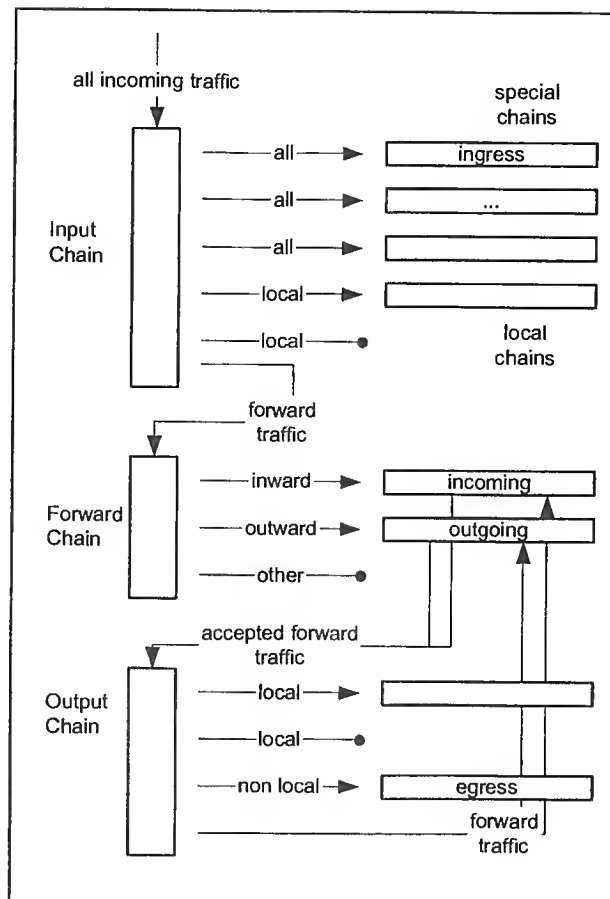 all incoming traffic
special
chains
all
ingress
all
...
Input
Chain
all
local
local
local
chains
forward
traffic
inward
incoming
Forward
Chain
outward
outgoing
other
accepted forward
traffic
Output
Chain
local
local
non local
egress
forward
traffic